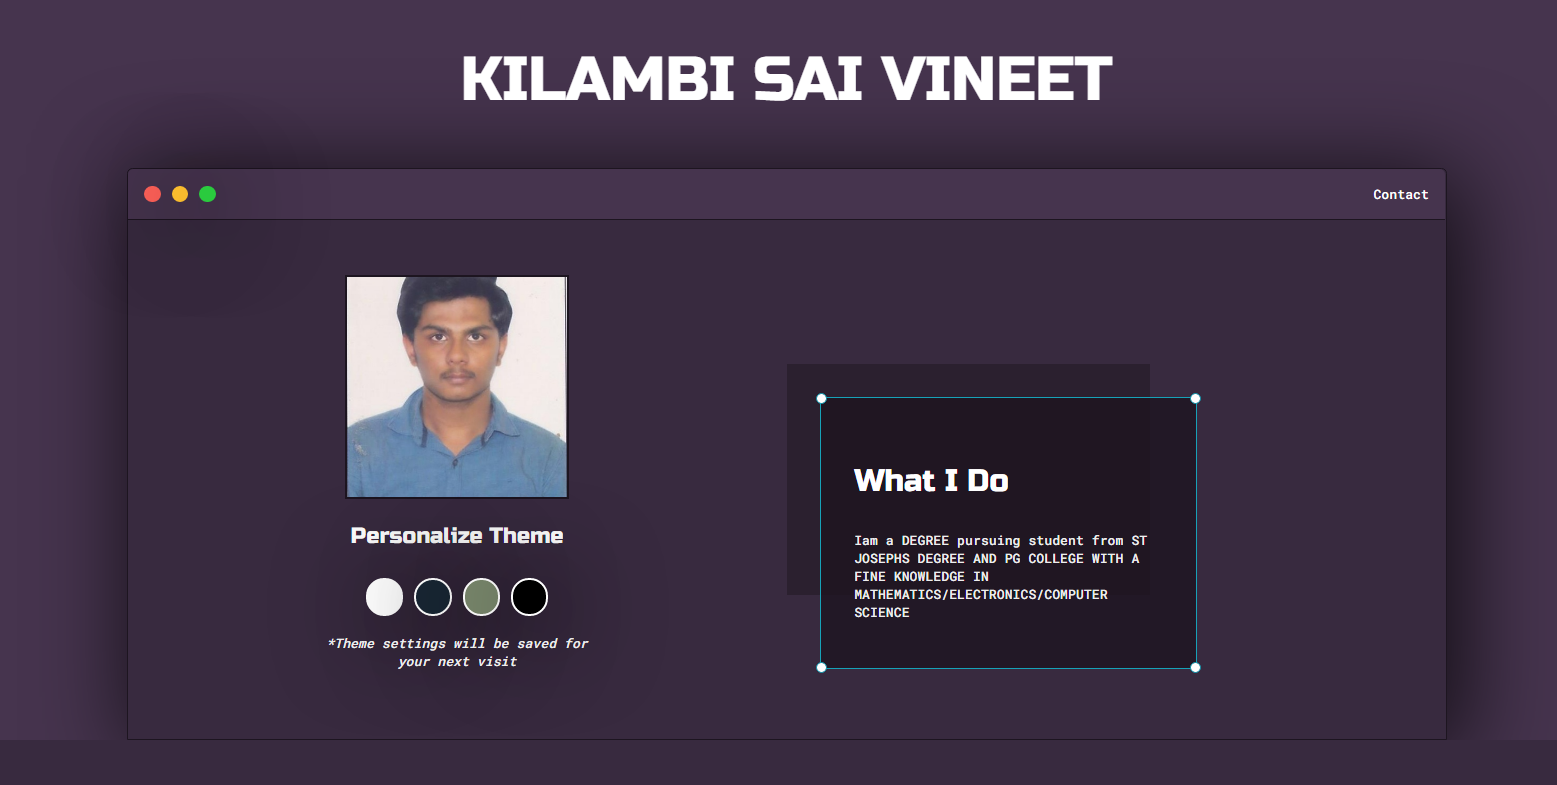 KILAMBI SAI VINEET
Contact
Personalize Theme
*Theme settings will be saved for
your next visit
What I Do
Iam a DEGREE pursuing student from ST
JOSEPHS DEGREE AND PG COLLEGE WITH A
FINE KNOWLEDGE IN
MATHEMATICS/ELECTRONICS/COMPUTER
SCIENCE